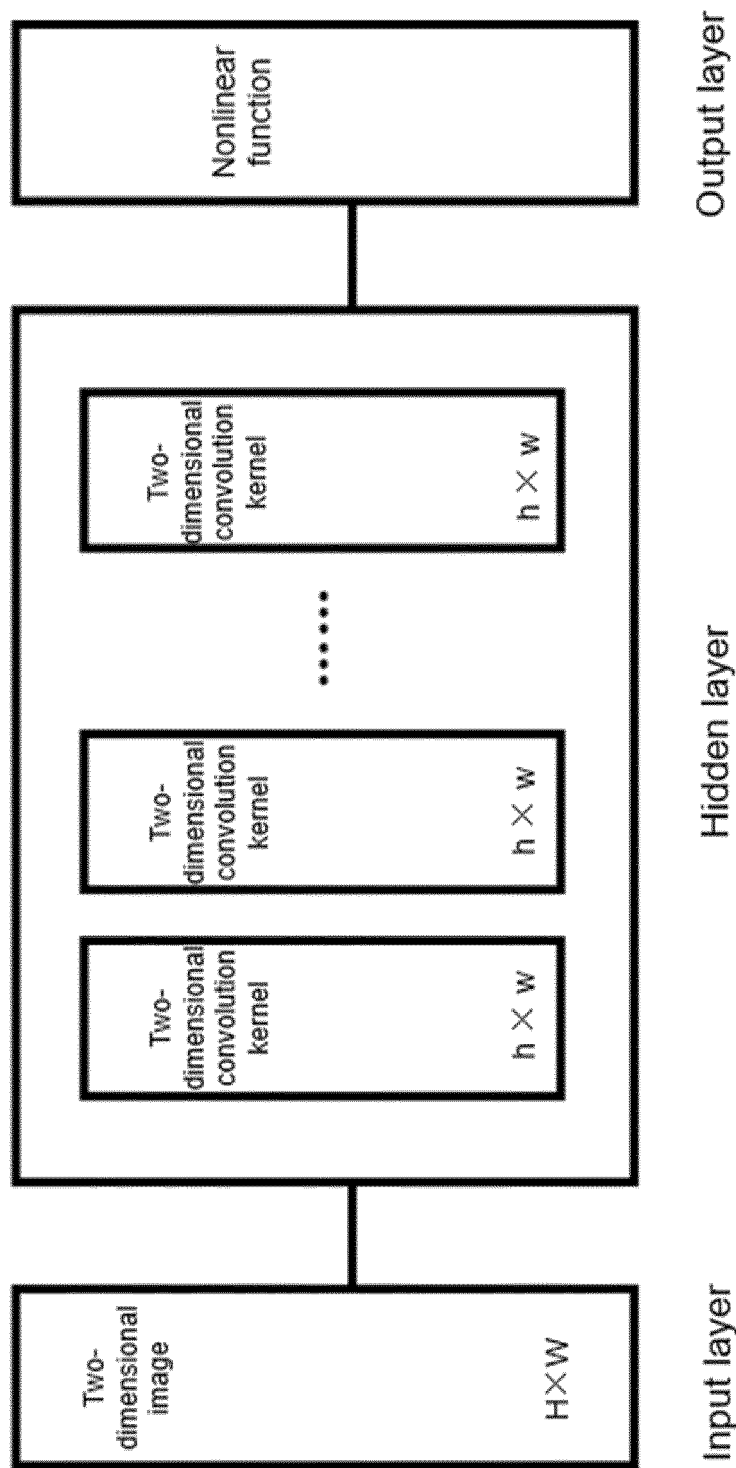 Two-
dimensional
image
H×W
Input layer
Two-
dimensional
convolution
kernel
h × w
Two-
dimensional
convolution
kernel
h × w
.......
Two-
dimensional
convolution
kernel
h × w
Hidden layer
Nonlinear
function
Output layer